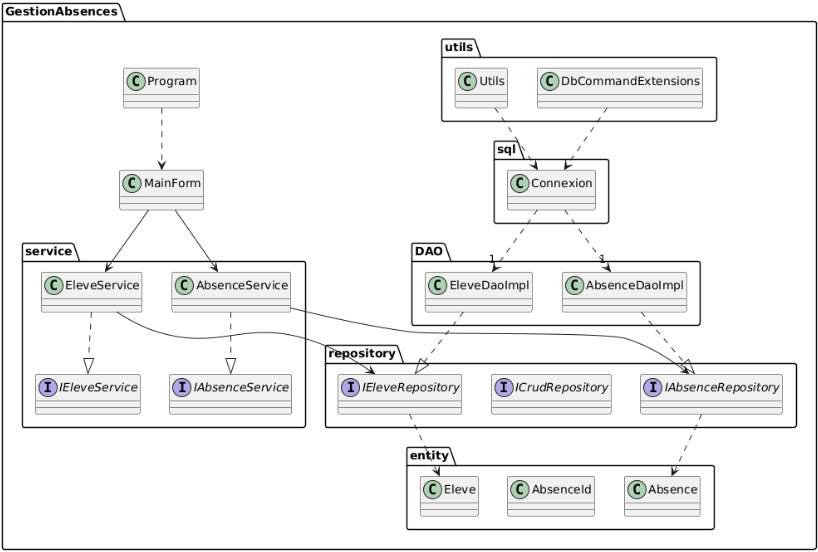 GestionAbsences
utils
C Program
C Utils
C DbCommandExtensions
sql
C MainForm
C Connexion
service
DAO
1
1
C EleveService
C AbsenceService
C EleveDaoImpl
C AbsenceDaoImpl
repository
I IEleveService
I IAbsenceService
I IEleveRepository
I ICrudRepository
I IAbsenceRepository
entity
C Eleve
C AbsenceId
C Absence